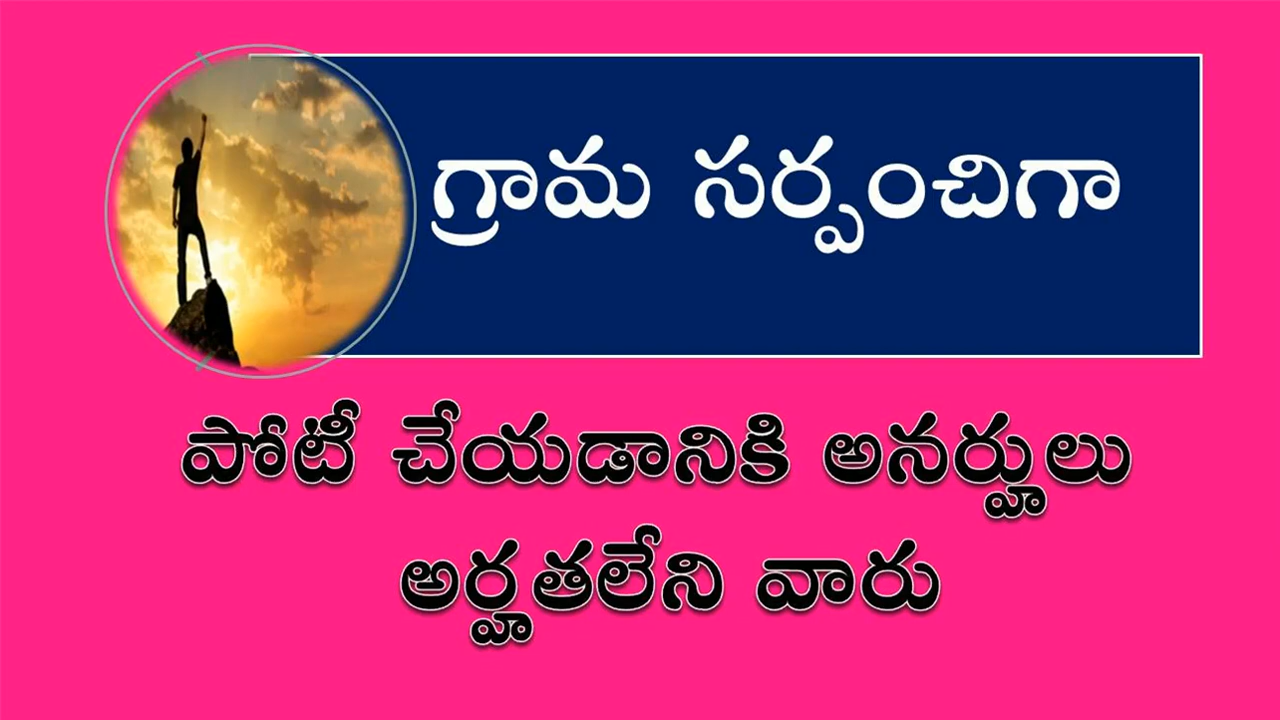 గ్రామ సర్పంచిగా
పోటీ చేయడానికి అనర్హులు
అర్హతలేని వారు